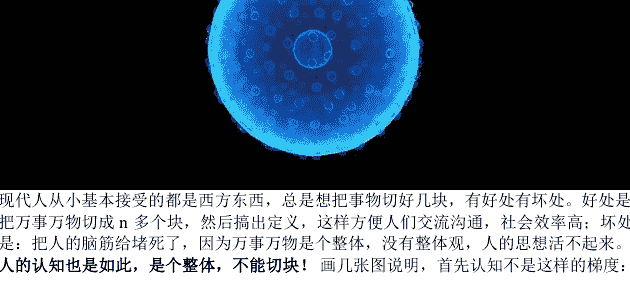 现代人从小基本接受的都是西方东西，总是想把事物切好几块，有好处有坏处。好处是
把万事万物切成 n 多个块，然后搞出定义，这样方便人们交流沟通，社会效率高；坏处
是：把人的脑筋给堵死了，因为万事万物是个整体，没有整体观，人的思想活不起来。
人的认知也是如此，是个整体，不能切块！ 画几张图说明，首先认知不是这样的梯度：